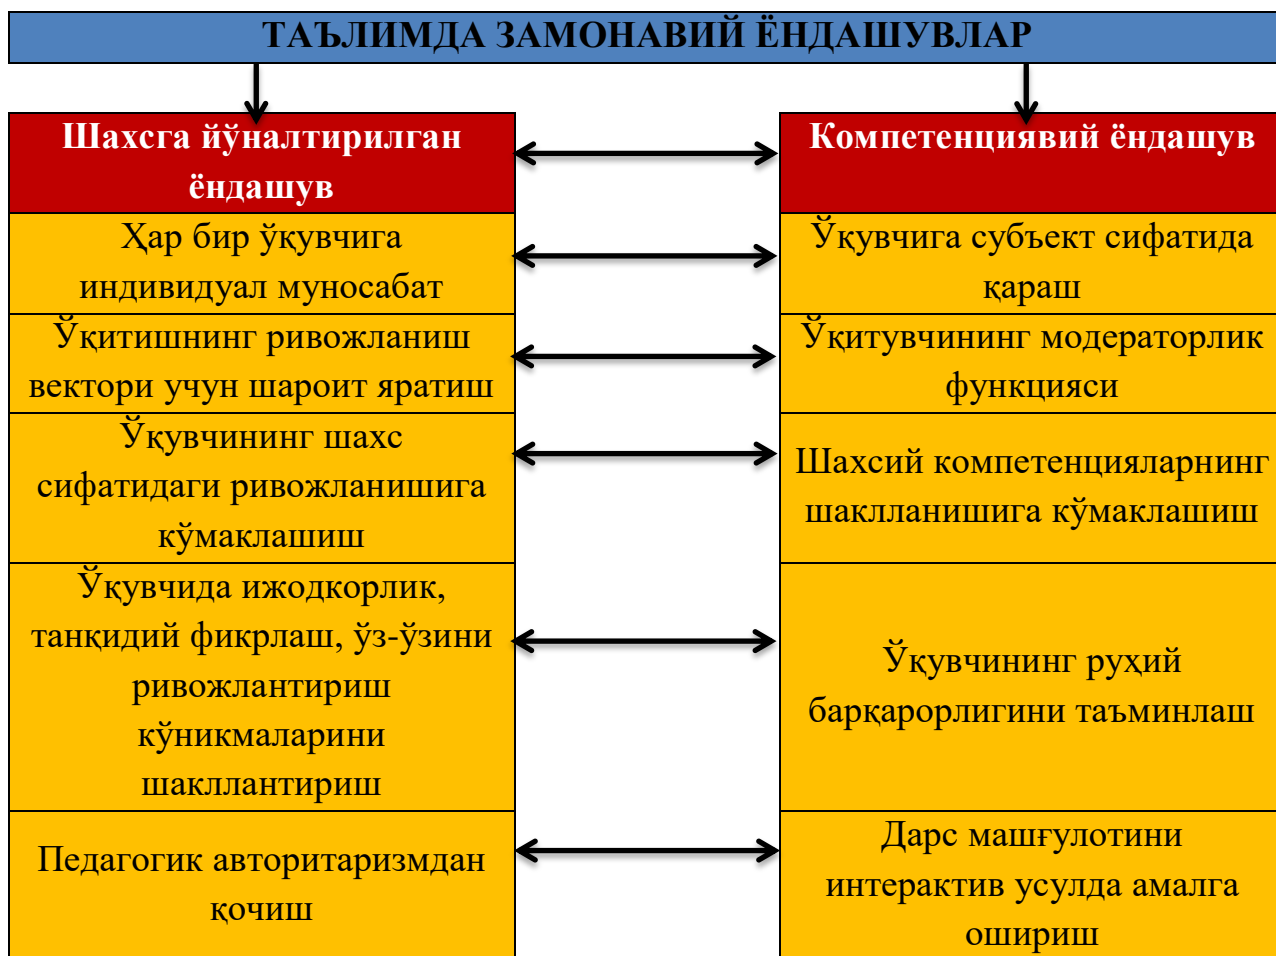 ТАЪЛИМДА ЗАМОНАВИЙ ЁНДАШУВЛАР
Шахсга йўналтирилган
ёндашув
Компетенциявий ёндашув
Ҳар бир ўқувчига
индивидуал муносабат
Ўқувчига субъект сифатида
қараш
Ўқитишнинг ривожланиш
вектори учун шароит яратиш
Ўқитувчининг модераторлик
функцияси
Ўқувчининг шахс
сифатидаги ривожланишига
кўмаклашиш
Шахсий компетенцияларнинг
шаклланишига кўмаклашиш
Ўқувчида ижодкорлик,
танқидий фикрлаш, ўз-ўзини
ривожлантириш
кўникмаларини
шакллантириш
Ўқувчининг руҳий
барқарорлигини таъминлаш
Педагогик авторитаризмдан
қочиш
Дарс машғулотини
интерактив усулда амалга
ошириш